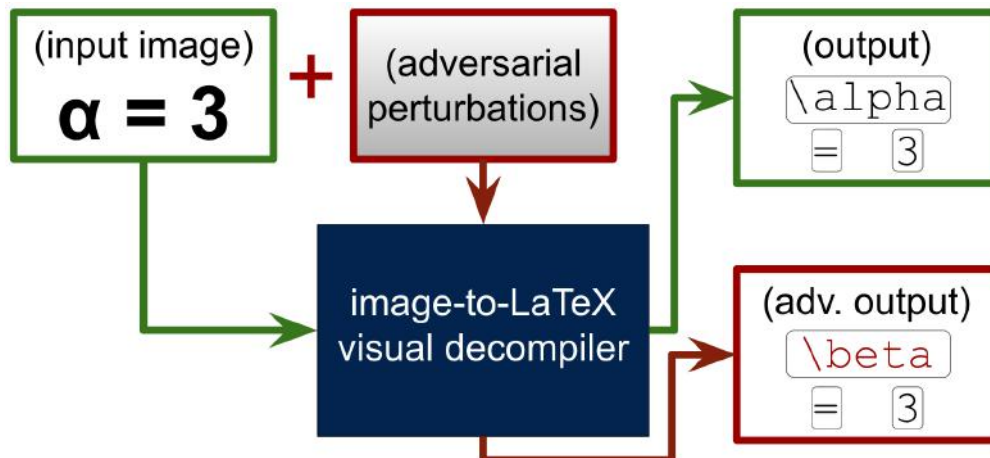 (input image)
α = 3
+
(adversarial
perturbations)
image-to-LaTeX
visual decompiler
(output)
\alpha
= 3
(adv. output)
\beta
= 3